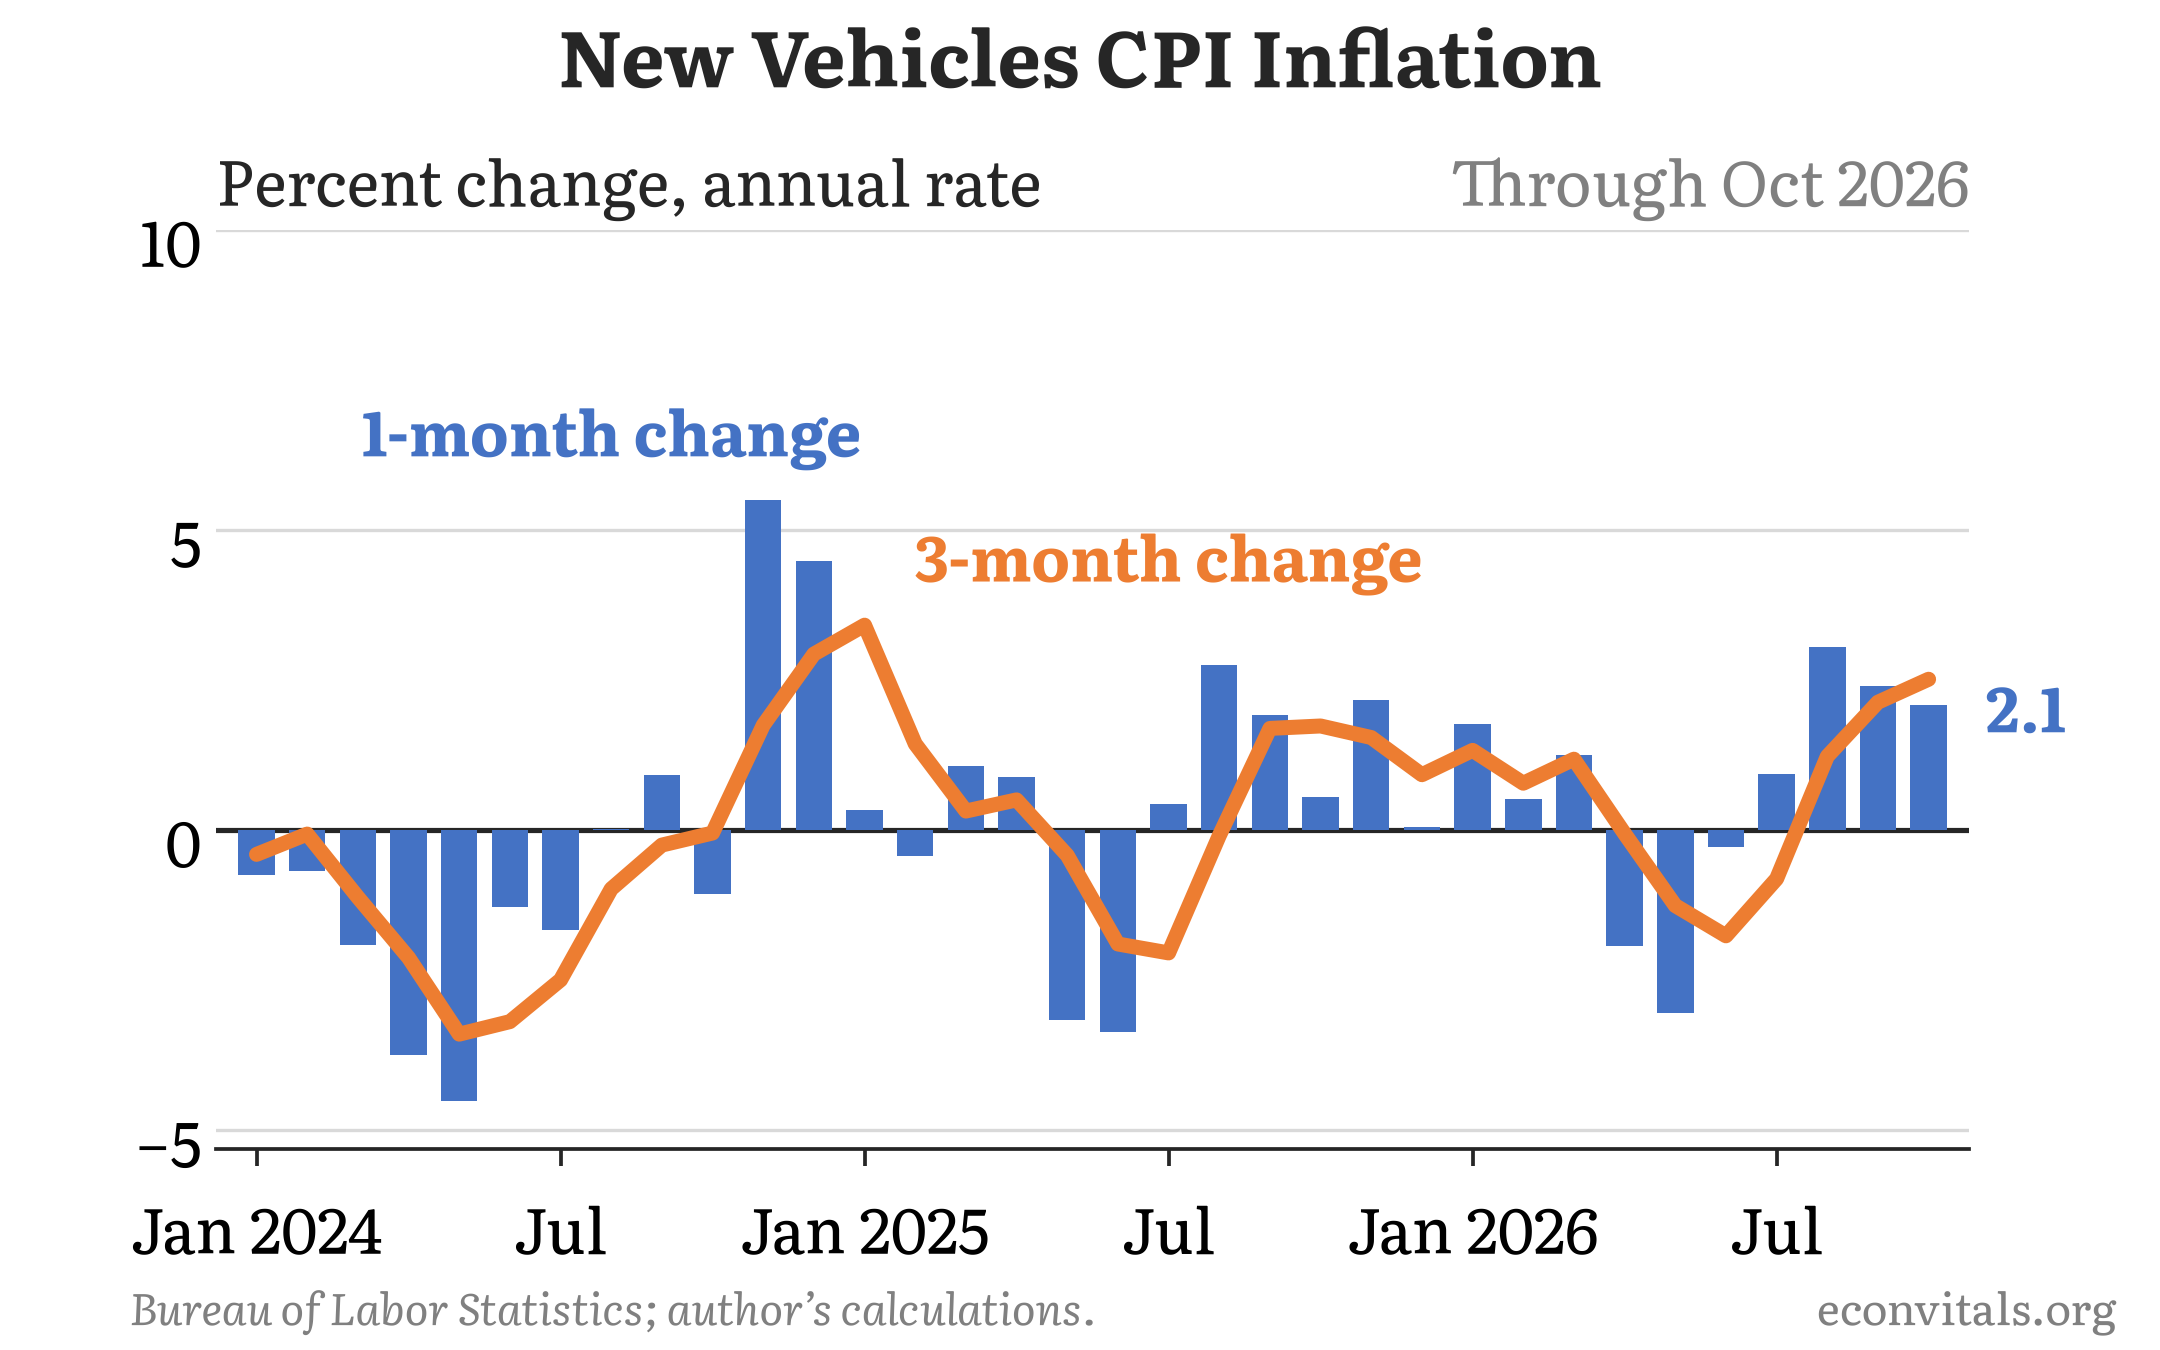 New Vehicles CPI Inflation
Percent change, annual rate
Through Oct 2026
10
1-month change
5
3-month change
2.1
0
−5
Jan 2024
Jul
Jan 2025
Jul
Jan 2026
Jul
Bureau of Labor Statistics; author’s calculations.
econvitals.org